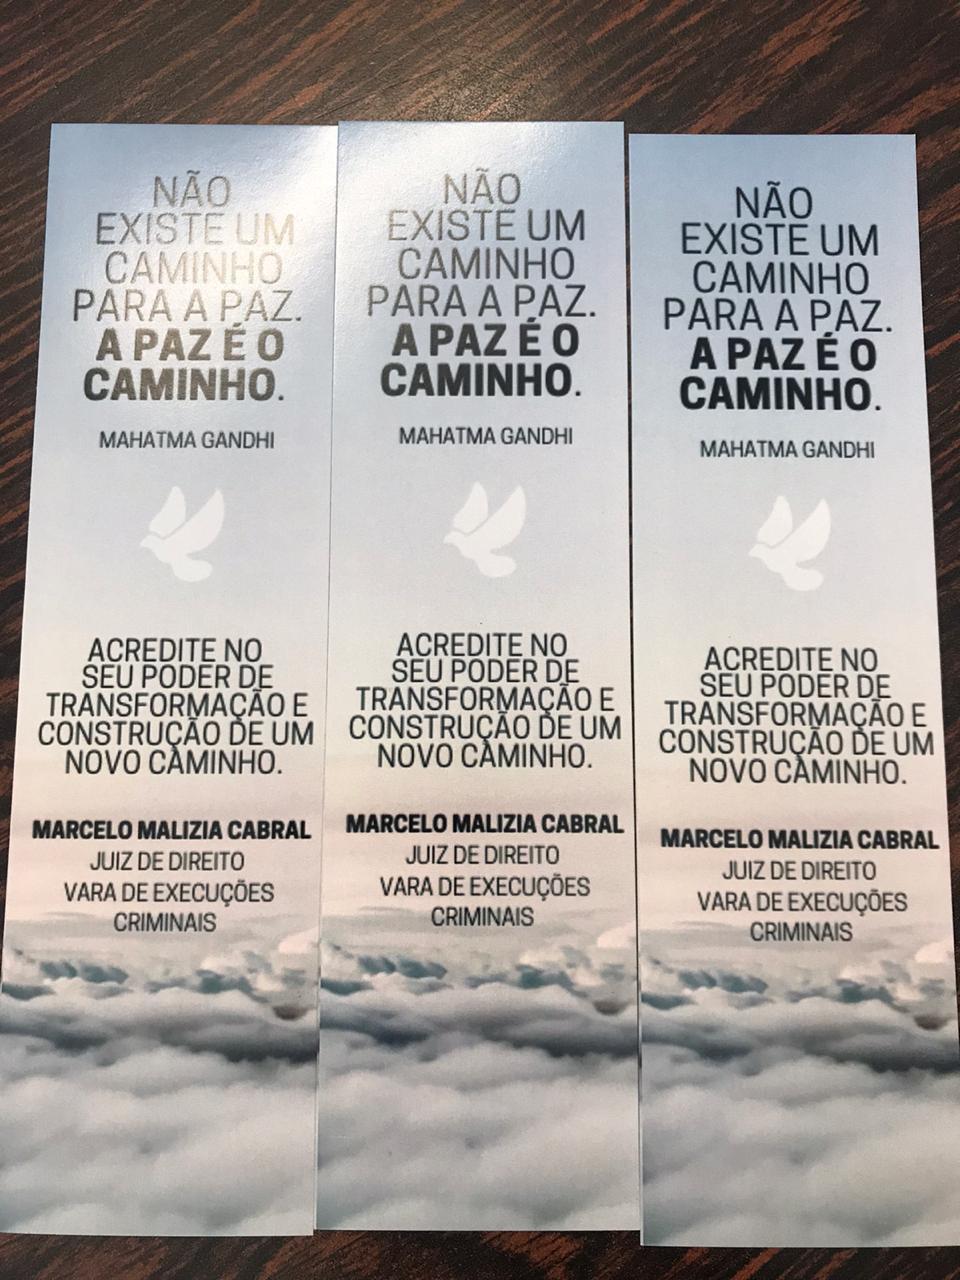 NÃO
EXISTE UM
CAMINHO
PARA A PAZ.
A PAZ É O
CAMINHO.
MAHATMA GANDHI
ACREDITE NO
SEU PODER DE
TRANSFORMAÇÃO E
CONSTRUÇÃO DE UM
NOVO CAMINHO.
MARCELO MALIZIA CABRAL
JUIZ DE DIREITO
VARA DE EXECUÇÕES
CRIMINAIS
NÃO
EXISTE UM
CAMINHO
PARA A PAZ.
A PAZ É O
CAMINHO.
MAHATMA GANDHI
ACREDITE NO
SEU PODER DE
TRANSFORMAÇÃO E
CONSTRUÇÃO DE UM
NOVO CAMINHO.
MARCELO MALIZIA CABRAL
JUIZ DE DIREITO
VARA DE EXECUÇÕES
CRIMINAIS
NÃO
EXISTE UM
CAMINHO
PARA A PAZ.
A PAZ É O
CAMINHO.
MAHATMA GANDHI
ACREDITE NO
SEU PODER DE
TRANSFORMAÇÃO E
CONSTRUÇÃO DE UM
NOVO CAMINHO.
MARCELO MALIZIA CABRAL
JUIZ DE DIREITO
VARA DE EXECUÇÕES
CRIMINAIS